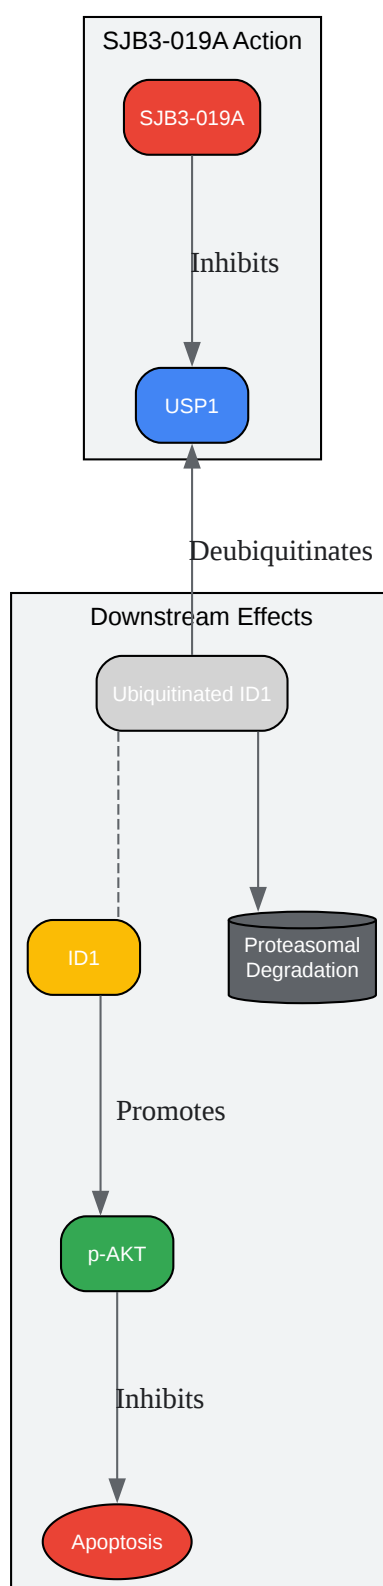 SJB3-019A Action
SJB3-019A
Inhibits
USP1
Deubiquitinates
Downstream Effects
Ubiquitinated ID1
ID1
Proteasomal
Degradation
Promotes
p-AKT
Inhibits
Apoptosis